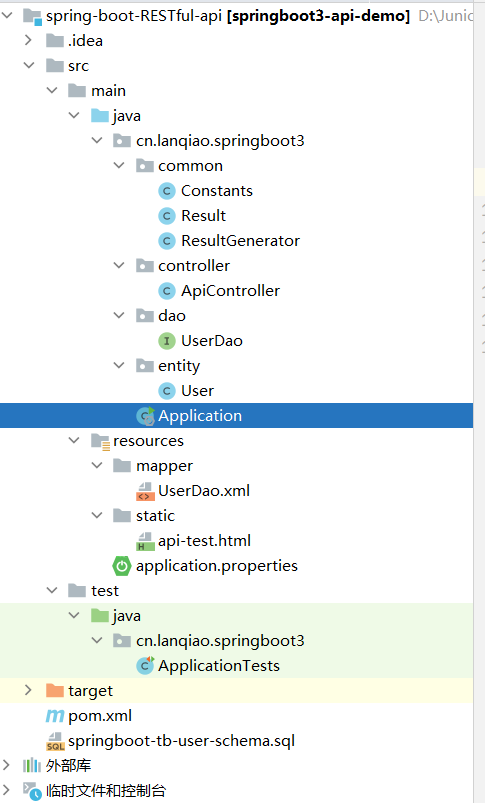 spring-boot-RESTful-api [springboot3-api-demo] D:\Junic
.idea
src
main
java
cn.lanqiao.springboot3
common
C Constants
C Result
C ResultGenerator
controller
C ApiController
dao
I UserDao
entity
C User
Application
resources
mapper
UserDao.xml
static
H api-test.html
application.properties
test
java
cn.lanqiao.springboot3
C ApplicationTests
target
m pom.xml
SQL springboot-tb-user-schema.sql
外部库
临时文件和控制台